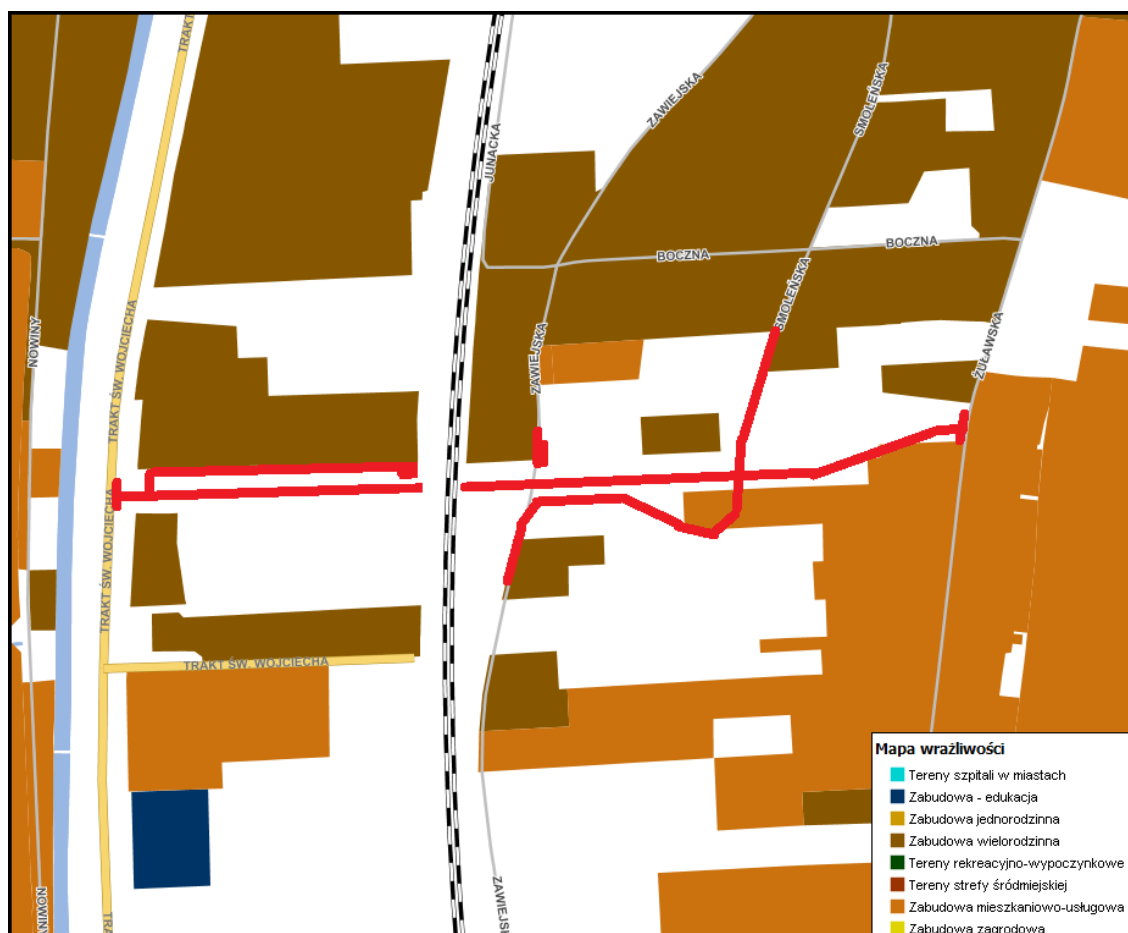 TRAKT
JUNACKA
ZAWIEJSKA
SMOLEŃSKA
BOCZNA
BOCZNA
NOWINY
TRAKT ŚW. WOJCIECHA
ZAWIEJSKA
SMOLEŃSKA
ŻUŁAWSKA
TRAKT ŚW. WOJCIECHA
TRAKT ŚW. WOJCIECHA
Mapa wrażliwości
Tereny szpitali w miastach
Zabudowa - edukacja
Zabudowa jednorodzinna
Zabudowa wielorodzinna
Tereny rekreacyjno-wypoczynkowe
Tereny strefy śródmiejskiej
Zabudowa mieszkaniowo-usługowa
Zabudowa zagrodowa
NOWINY
TRA
ZAWIEJSK